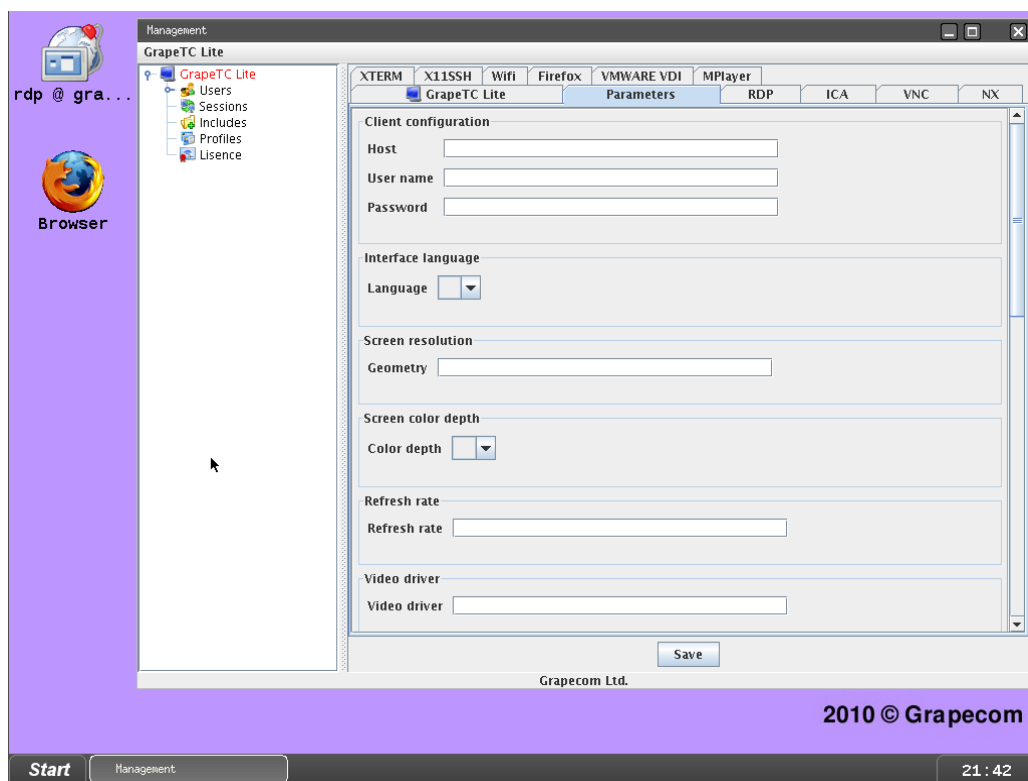 Management
GrapeTC Lite
rdp @ gra...
Browser
GrapeTC Lite
Users
Sessions
Includes
Profiles
Lisence
XTERM X11SSH Wifi Firefox VMWARE VDI MPlayer
GrapeTC Lite Parameters RDP ICA VNC NX
Client configuration
Host
User name
Password
Interface language
Language
Screen resolution
Geometry
Screen color depth
Color depth
Refresh rate
Refresh rate
Video driver
Video driver
Save
Grapecom Ltd.
2010 © Grapecom
Start Management 21:42